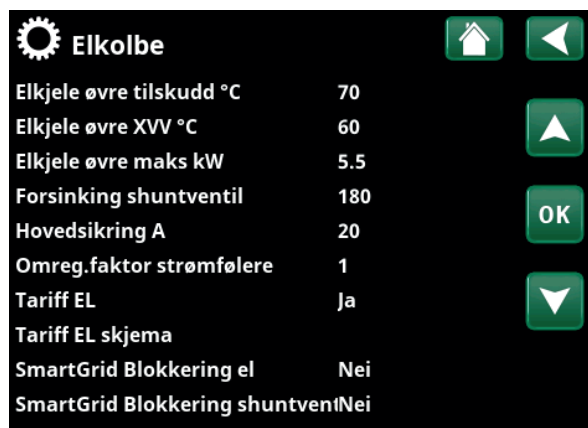 Elkolbe
Elkjele øvre tilskudd °C 70
Elkjele øvre XVV °C 60
Elkjele øvre maks kW 5.5
Forsinking shuntventil 180
OK
Hovedsikring A 20
Omreg.faktor strømfølere 1
Tariff EL Ja
Tariff EL skjema
SmartGrid Blokkering el Nei
SmartGrid Blokkering shuntvent Nei